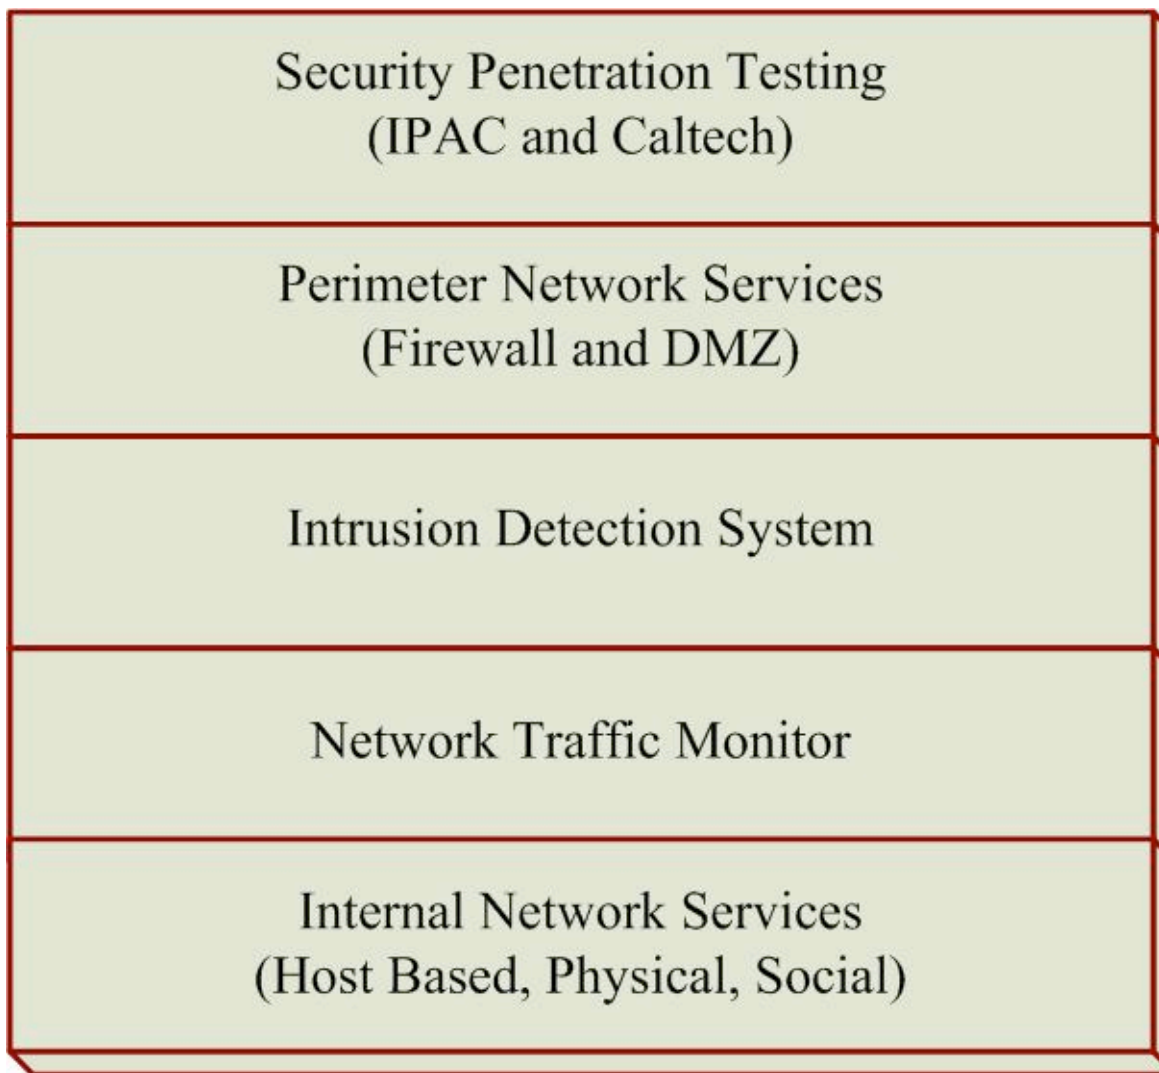 Security Penetration Testing
(IPAC and Caltech)
Perimeter Network Services
(Firewall and DMZ)
Intrusion Detection System
Network Traffic Monitor
Internal Network Services
(Host Based, Physical, Social)